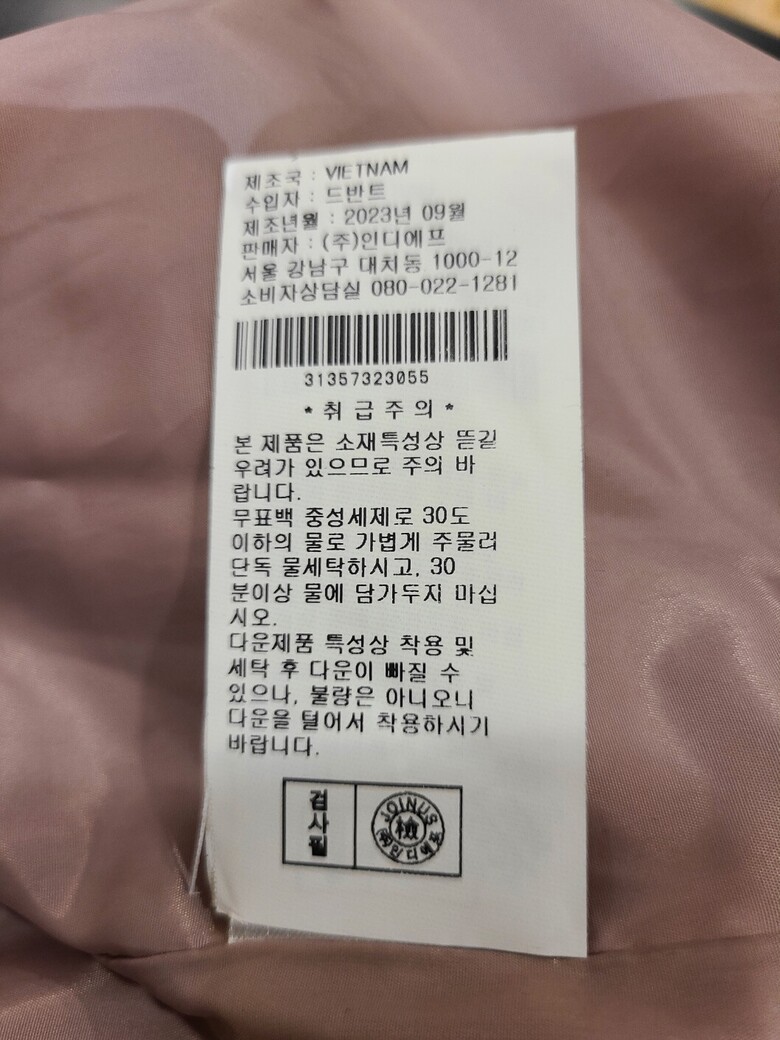 제조국 : VIETNAM
수입자 : 드반트
제조년월 : 2023년 09월
판매자 : (주)인디에프
서울 강남구 대치동 1000-12
소비자상담실 080-022-1281
31357323055
*취급주의*
본 제품은 소재특성상 뜯길
우려가 있으므로 주의 바
랍니다.
무표백 중성세제로 30도
이하의 물로 가볍게 주물러
단독 물세탁하시고, 30
분이상 물에 담가두지 마십
시오.
다운제품 특성상 착용 및
세탁 후 다운이 빠질 수
있으나, 불량은 아니오니
다운을 털어서 착용하시기
바랍니다.
검사필
JOINUS
檢
(주)인디에프